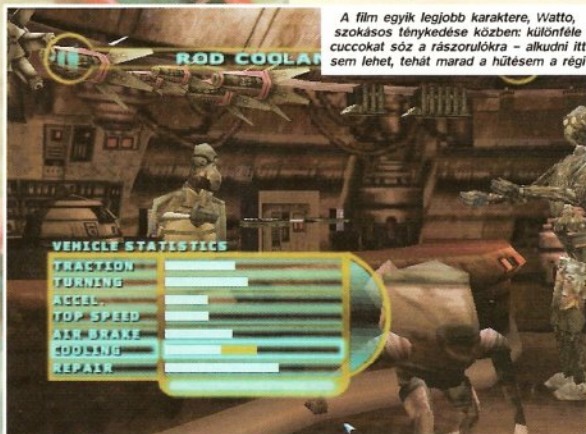 A film egyik legjobb karaktere, Watto,
szokásos ténykedése közben: különféle
cuccokat sóz a rászorulókra – alkudni itt
sem lehet, tehát marad a hűtésem a régi
ROD COOLAN
VEHICLE STATISTICS
TRACTION
TURNING
ACCEL.
TOP SPEED
AIR BRAKE
COOLING
REPAIR